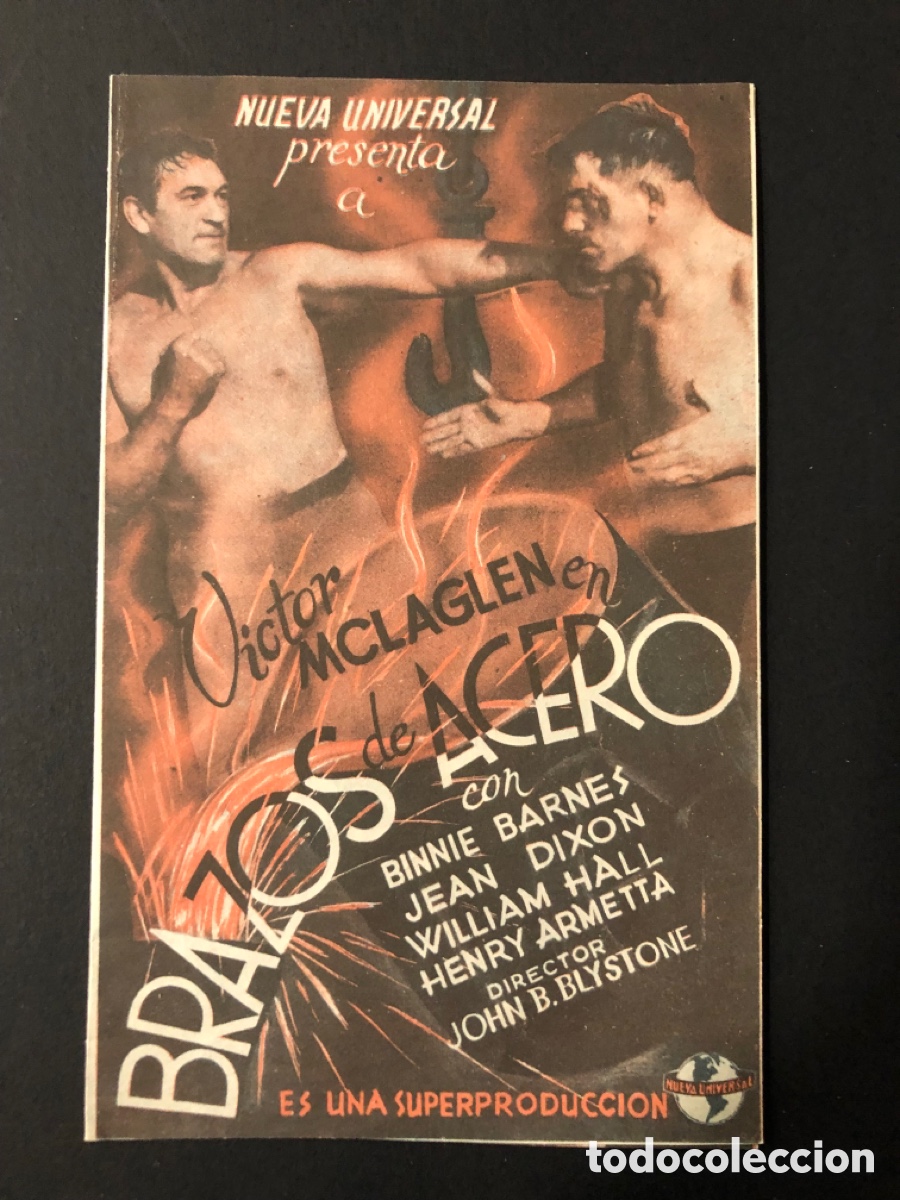 NUEVA UNIVERSAL
presenta
a
Victor
MCLAGLEN en
BRAZOS de ACERO
con
BINNIE BARNES
JEAN DIXON
WILLIAM HALL
HENRY ARMETTA
DIRECTOR
JOHN B. BLYSTONE
ES UNA SUPERPRODUCCION
NUEVA UNIVERSAL
todocoleccion